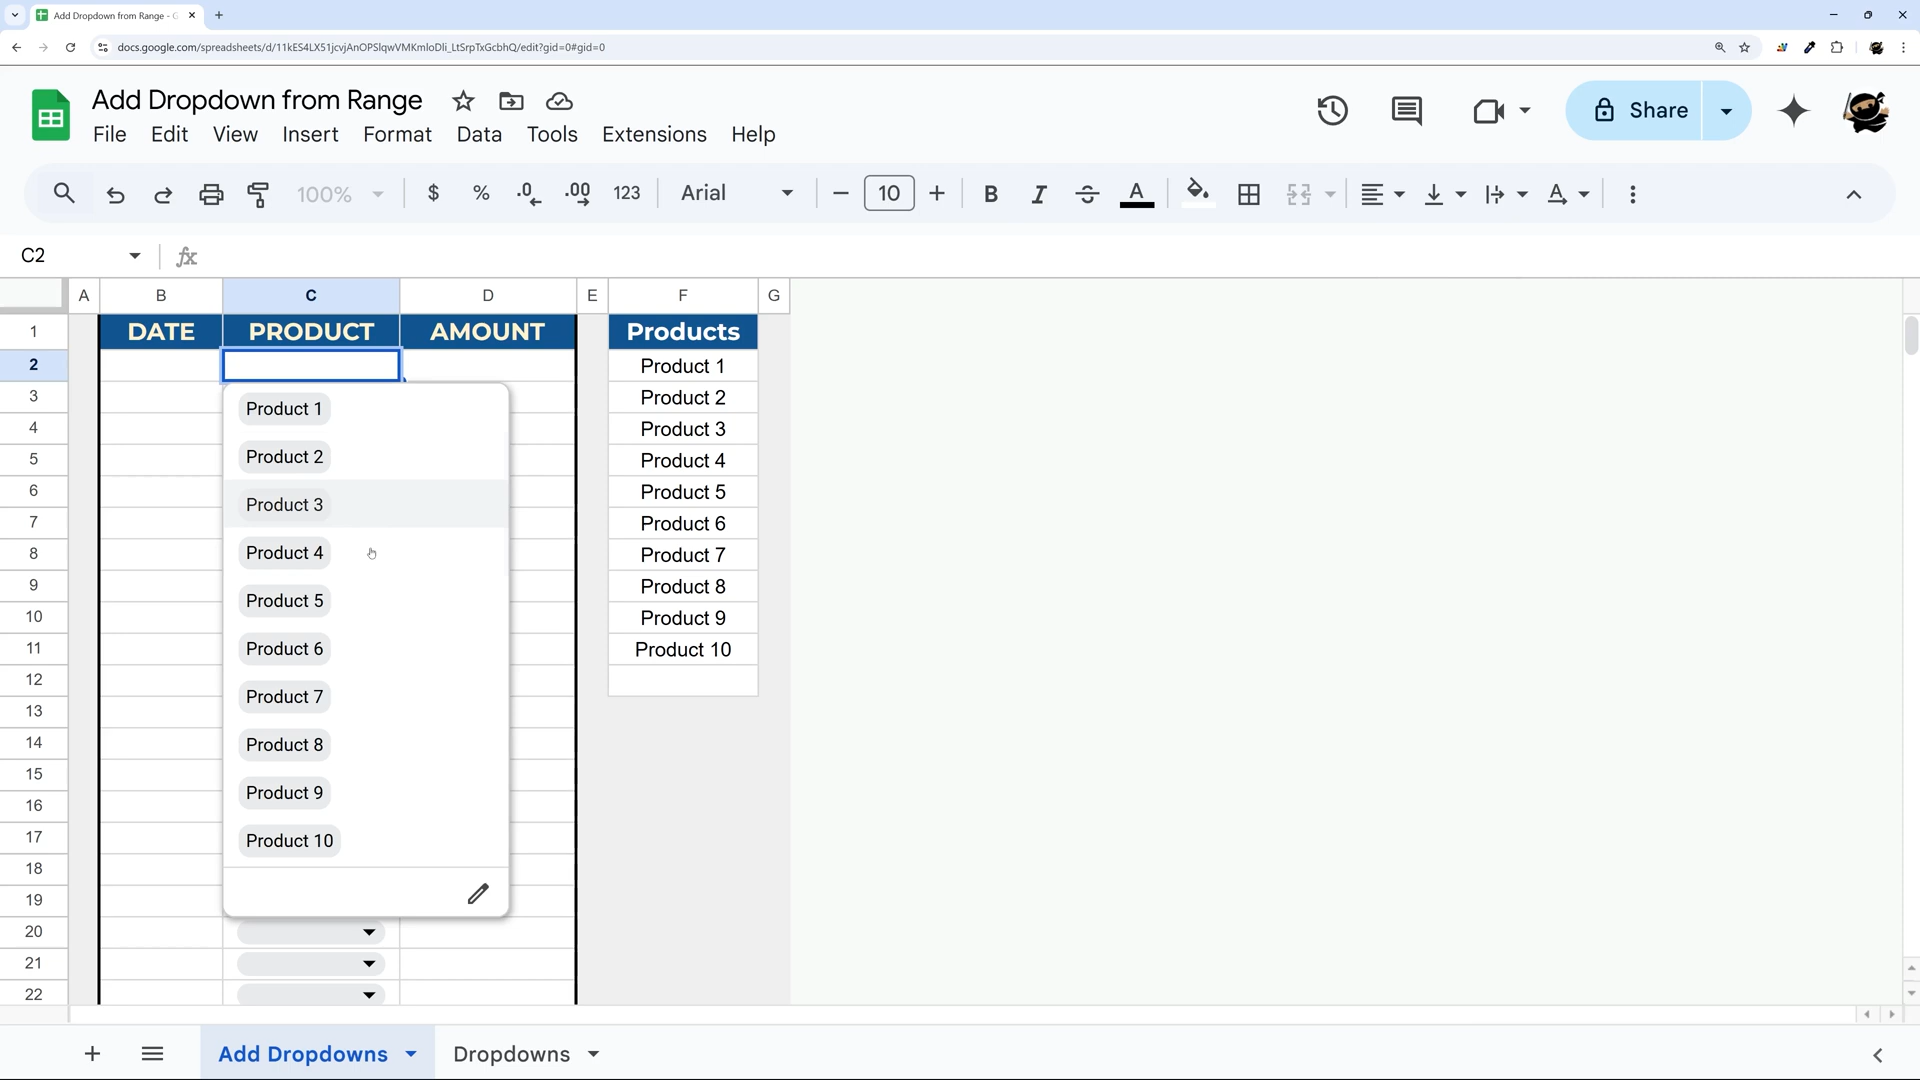 Add Dropdown from Range - G
docs.google.com/spreadsheets/d/11kES4LX51jcvjAnOPSlqwVMKmloDli_LtSrpTxGcbhQ/edit?gid=0#gid=0
Add Dropdown from Range
Share
File Edit View Insert Format Data Tools Extensions Help
100% $ % .0 .00 123 Arial 10 B I S A
C2 fx
A B C D E F G
1 DATE PRODUCT AMOUNT Products
2 Product 1
3 Product 2
4 Product 3
5 Product 4
6 Product 5
7 Product 6
8 Product 7
9 Product 8
10 Product 9
11 Product 10
12
13
14
15
16
17
18
19
20
21
22
Product 1
Product 2
Product 3
Product 4
Product 5
Product 6
Product 7
Product 8
Product 9
Product 10
Add Dropdowns Dropdowns